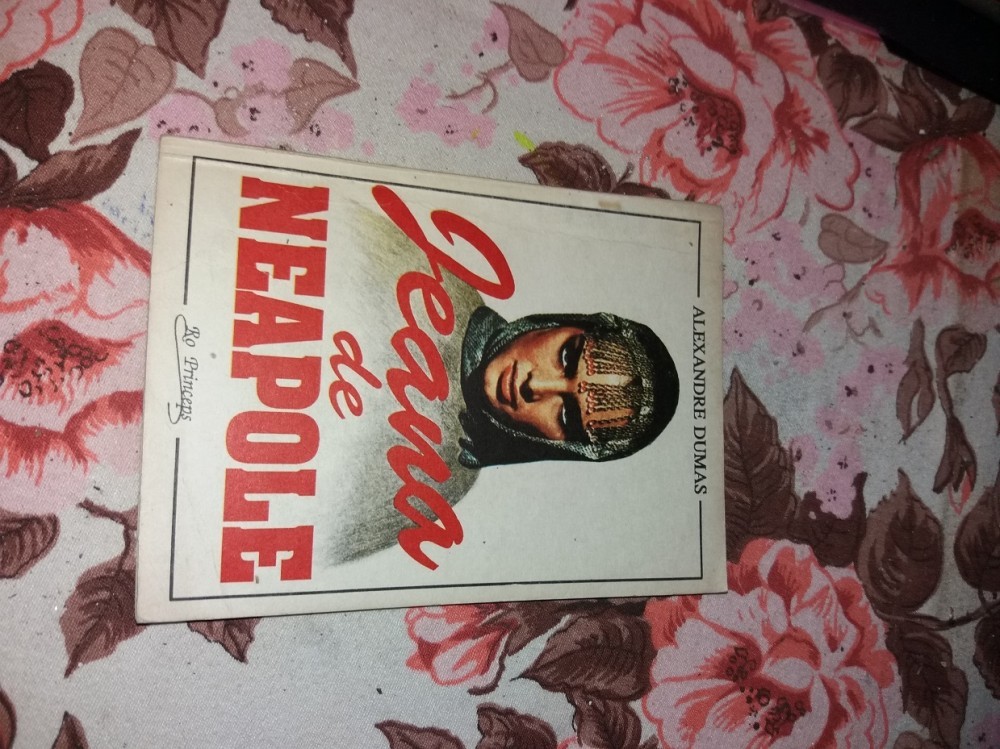 ALEXANDRE DUMAS
Jeana
de
NEAPOLE
Ro Princeps